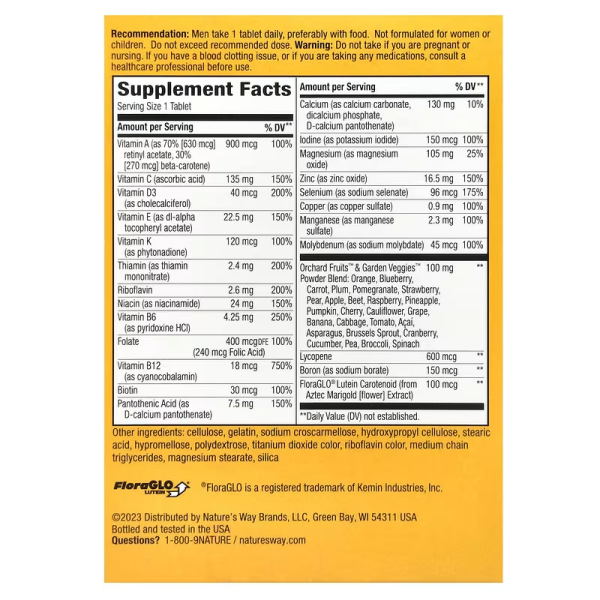 Recommendation: Men take 1 tablet daily, preferably with food. Not formulated for women or
children. Do not exceed recommended dose. Warning: Do not take if you are pregnant or
nursing. If you have a blood clotting issue, or if you are taking any medications, consult a
healthcare professional before use.
Supplement Facts
Serving Size 1 Tablet
Amount per Serving % DV**
Vitamin A (as 70% [630 mcg] 900 mcg 100%
retinyl acetate, 30%
[270 mcg] beta-carotene)
Vitamin C (ascorbic acid) 135 mg 150%
Vitamin D3 40 mcg 200%
(as cholecalciferol)
Vitamin E (as dl-alpha 22.5 mg 150%
tocopheryl acetate)
Vitamin K 120 mcg 100%
(as phytonadione)
Thiamin (as thiamin 2.4 mg 200%
mononitrate)
Riboflavin 2.6 mg 200%
Niacin (as niacinamide) 24 mg 150%
Vitamin B6 4.25 mg 250%
(as pyridoxine HCl)
Folate 400 mcgDFE 100%
(240 mcg Folic Acid)
Vitamin B12 18 mcg 750%
(as cyanocobalamin)
Biotin 30 mcg 100%
Pantothenic Acid (as 7.5 mg 150%
D-calcium pantothenate)
Amount per Serving % DV**
Calcium (as calcium carbonate, 130 mg 10%
dicalcium phosphate,
D-calcium pantothenate)
Iodine (as potassium iodide) 150 mcg 100%
Magnesium (as magnesium 105 mg 25%
oxide)
Zinc (as zinc oxide) 16.5 mg 150%
Selenium (as sodium selenate) 96 mcg 175%
Copper (as copper sulfate) 0.9 mg 100%
Manganese (as manganese 2.3 mg 100%
sulfate)
Molybdenum (as sodium molybdate) 45 mcg 100%
Orchard Fruits™ & Garden Veggies™ 100 mg **
Powder Blend: Orange, Blueberry,
Carrot, Plum, Pomegranate, Strawberry,
Pear, Apple, Beet, Raspberry, Pineapple,
Pumpkin, Cherry, Cauliflower, Grape,
Banana, Cabbage, Tomato, Açai,
Asparagus, Brussels Sprout, Cranberry,
Cucumber, Pea, Broccoli, Spinach
Lycopene 600 mcg **
Boron (as sodium borate) 150 mcg **
FloraGLO® Lutein Carotenoid (from 100 mcg **
Aztec Marigold [flower] Extract)
**Daily Value (DV) not established.
Other ingredients: cellulose, gelatin, sodium croscarmellose, hydroxypropyl cellulose, stearic
acid, hypromellose, polydextrose, titanium dioxide color, riboflavin color, medium chain
triglycerides, magnesium stearate, silica
FloraGLO
LUTEIN
®FloraGLO is a registered trademark of Kemin Industries, Inc.
©2023 Distributed by Nature's Way Brands, LLC, Green Bay, WI 54311 USA
Bottled and tested in the USA
Questions? 1-800-9NATURE / naturesway.com